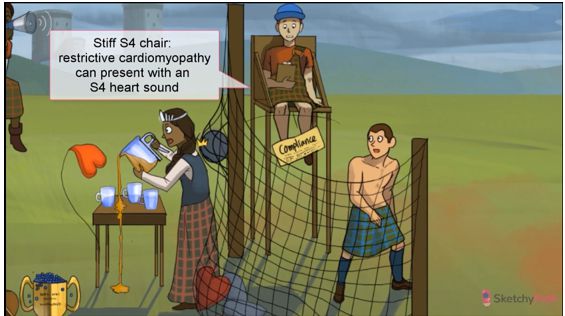 Stiff S4 chair:
restrictive cardiomyopathy
can present with an
S4 heart sound
Compliance
Sketchy